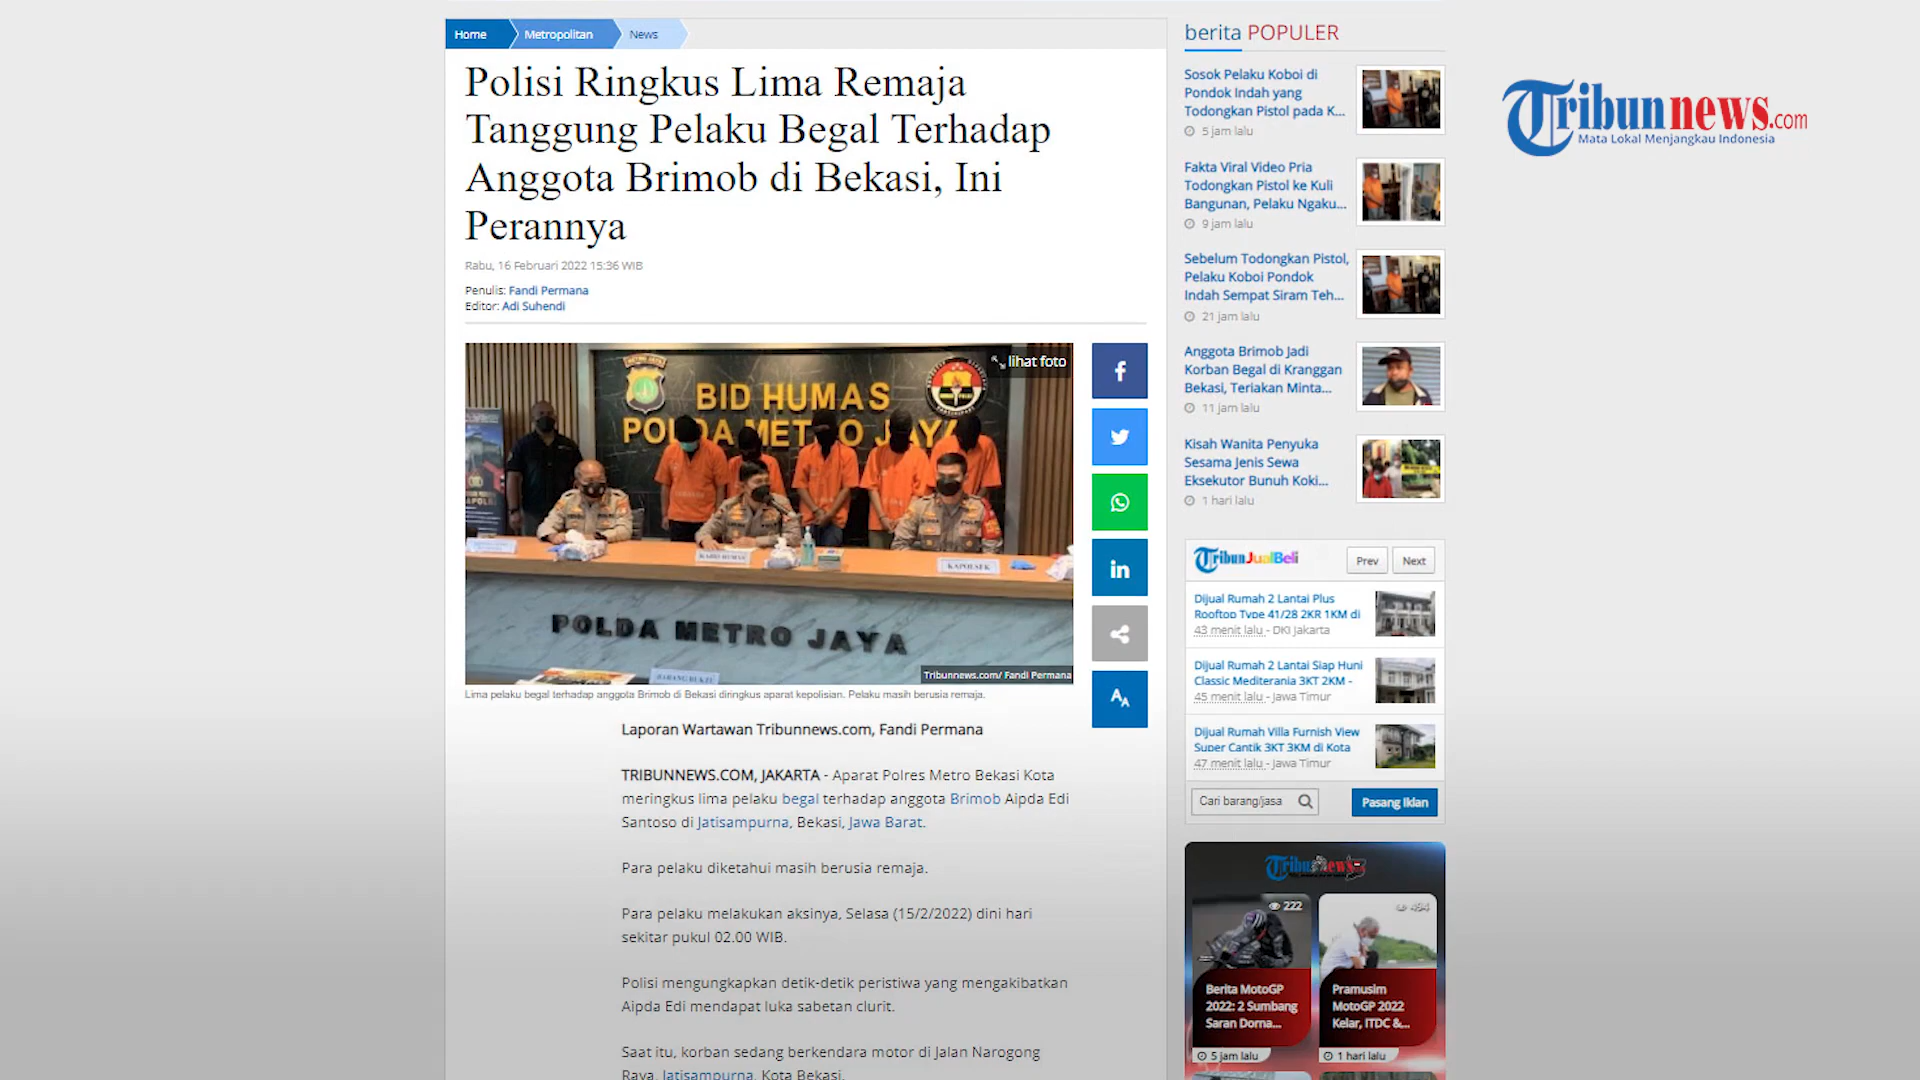 Home Metropolitan News
Polisi Ringkus Lima Remaja
Tanggung Pelaku Begal Terhadap
Anggota Brimob di Bekasi, Ini
Perannya
Rabu, 16 Februari 2022 15:36 WIB
Penulis: Fandi Permana
Editor: Adi Suhendi
lihat foto
BID HUMAS
POLDA METRO JAYA
KABID HUMAS
KAPOLSEK
POLDA METRO JAYA
BARANG BUKTI
Tribunnews.com/ Fandi Permana
Lima pelaku begal terhadap anggota Brimob di Bekasi diringkus aparat kepolisian. Pelaku masih berusia remaja.
Laporan Wartawan Tribunnews.com, Fandi Permana
TRIBUNNEWS.COM, JAKARTA - Aparat Polres Metro Bekasi Kota
meringkus lima pelaku begal terhadap anggota Brimob Aipda Edi
Santoso di Jatisampurna, Bekasi, Jawa Barat.
Para pelaku diketahui masih berusia remaja.
Para pelaku melakukan aksinya, Selasa (15/2/2022) dini hari
sekitar pukul 02.00 WIB.
Polisi mengungkapkan detik-detik peristiwa yang mengakibatkan
Aipda Edi mendapat luka sabetan clurit.
Saat itu, korban sedang berkendara motor di Jalan Narogong
Raya, Jatisampurna, Kota Bekasi.
berita POPULER
Sosok Pelaku Koboi di
Pondok Indah yang
Todongkan Pistol pada K...
5 jam lalu
Fakta Viral Video Pria
Todongkan Pistol ke Kuli
Bangunan, Pelaku Ngaku...
9 jam lalu
Sebelum Todongkan Pistol,
Pelaku Koboi Pondok
Indah Sempat Siram Teh...
21 jam lalu
Anggota Brimob Jadi
Korban Begal di Kranggan
Bekasi, Teriakan Minta...
11 jam lalu
Kisah Wanita Penyuka
Sesama Jenis Sewa
Eksekutor Bunuh Koki...
1 hari lalu
TribunJualBeli
Prev Next
Dijual Rumah 2 Lantai Plus
Rooftop Type 41/28 2KR 1KM di
43 menit lalu - DKI Jakarta
Dijual Rumah 2 Lantai Siap Huni
Classic Mediterania 3KT 2KM -
45 menit lalu - Jawa Timur
Dijual Rumah Villa Furnish View
Super Cantik 3KT 3KM di Kota
47 menit lalu - Jawa Timur
Cari barang/jasa
Pasang Iklan
Tribunnews
222
494
Berita MotoGP
2022: 2 Sumbang
Saran Dorna...
5 jam lalu
Pramusim
MotoGP 2022
Kelar, ITDC &...
1 hari lalu
Tribunnews.com
Mata Lokal Menjangkau Indonesia